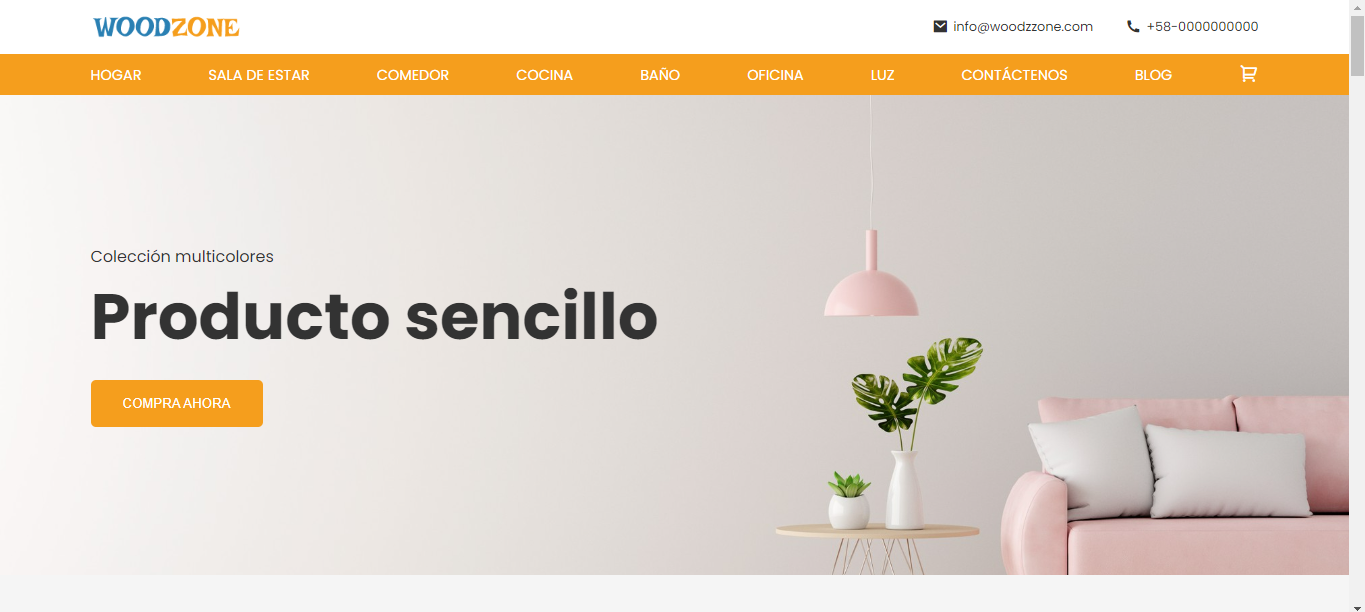 WOODZONE
info@woodzzone.com +58-0000000000
HOGAR SALA DE ESTAR COMEDOR COCINA BAÑO OFICINA LUZ CONTÁCTENOS BLOG
Colección multicolores
Producto sencillo
COMPRA AHORA